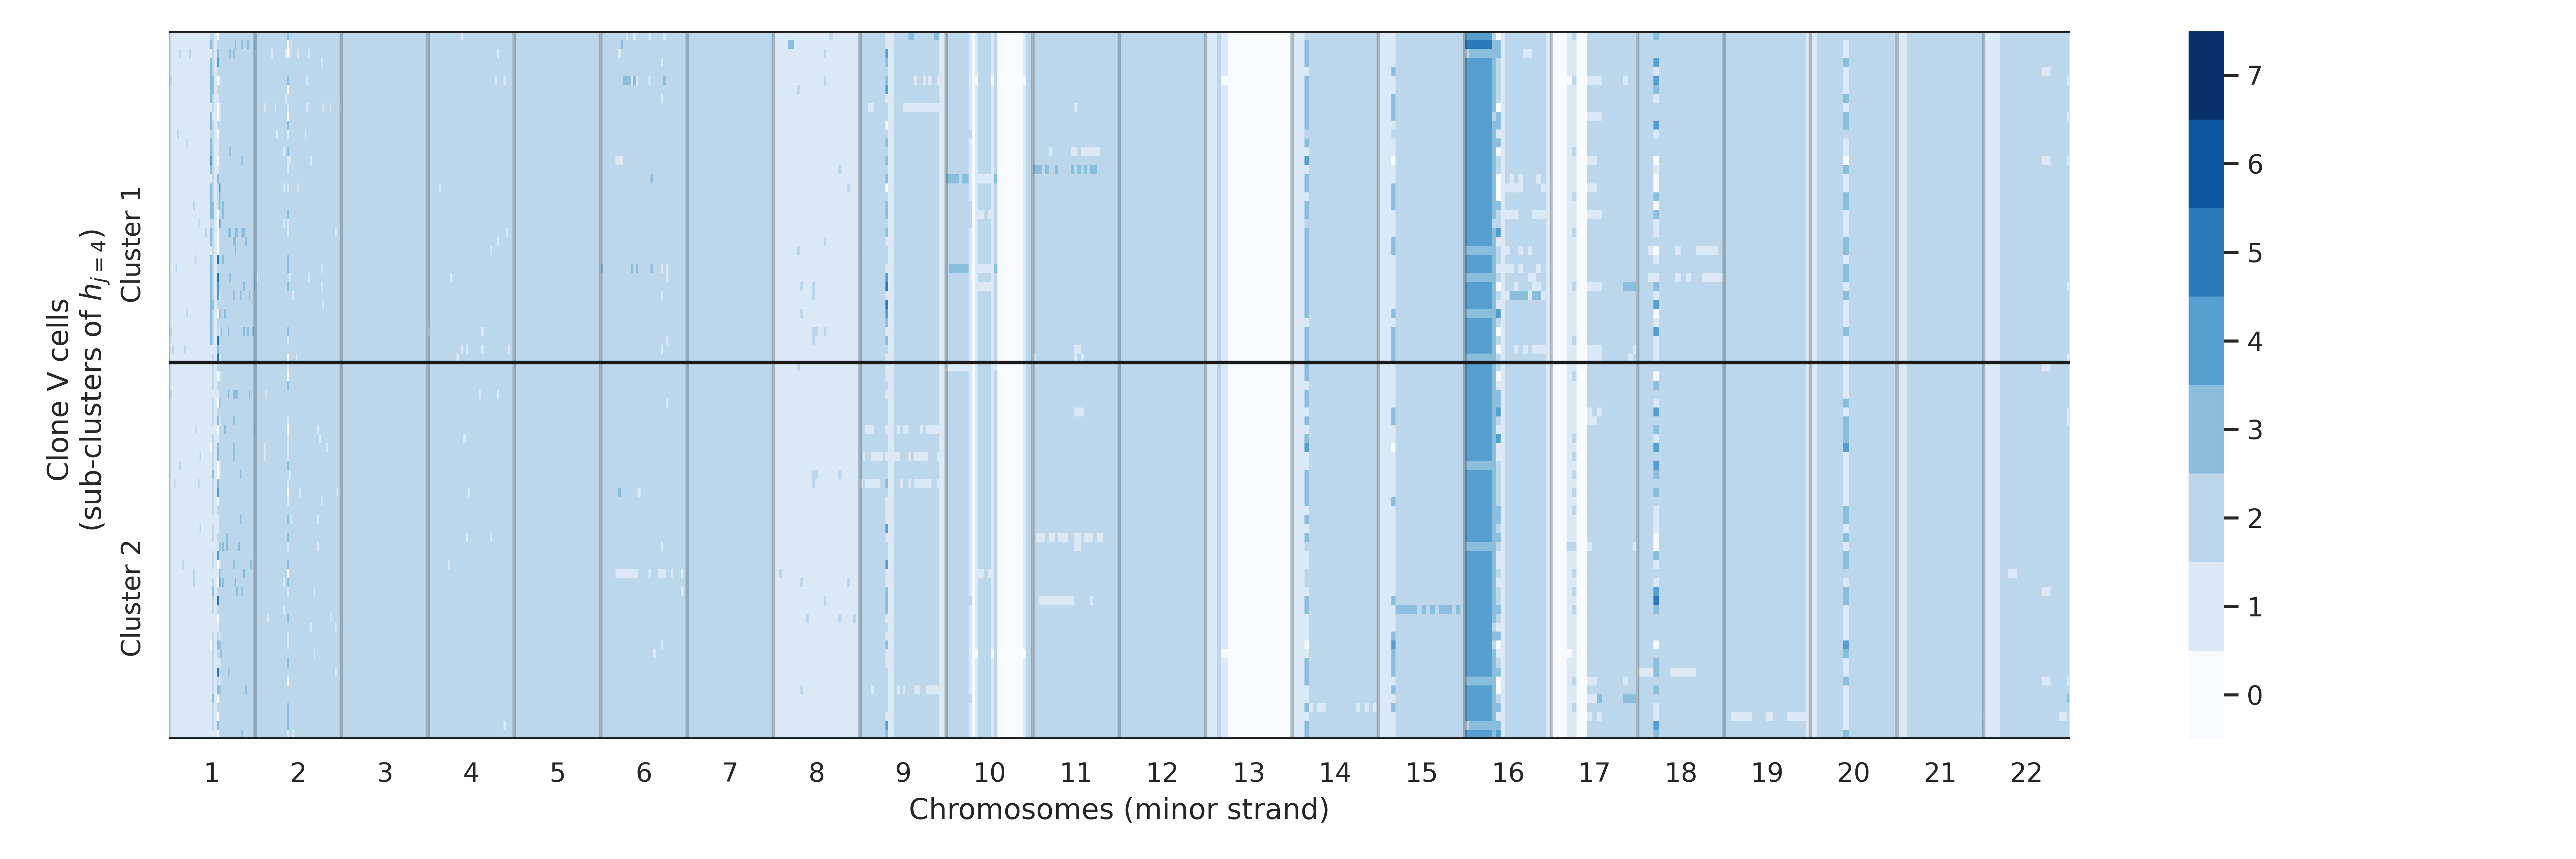 Clone V cells
(sub-clusters of h_{j=4})
Cluster 1
Cluster 2
1 2 3 4 5 6 7 8 9 10 11 12 13 14 15 16 17 18 19 20 21 22
Chromosomes (minor strand)
7
6
5
4
3
2
1
0